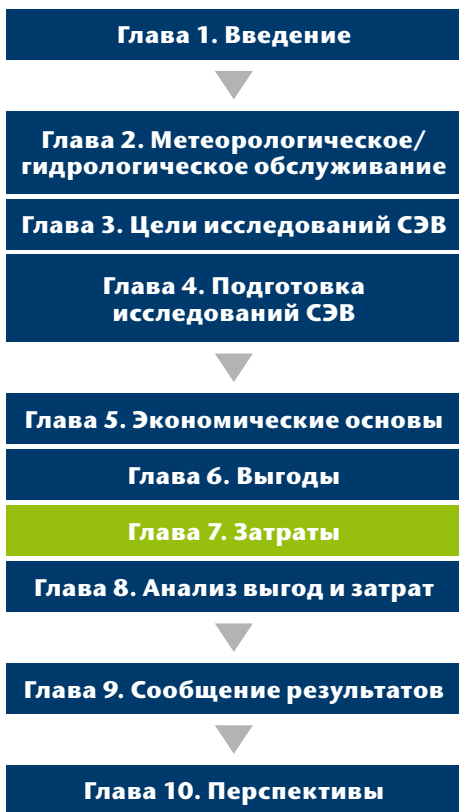 Глава 1. Введение
Глава 2. Метеорологическое/
гидрологическое обслуживание
Глава 3. Цели исследований СЭВ
Глава 4. Подготовка
исследований СЭВ
Глава 5. Экономические основы
Глава 6. Выгоды
Глава 7. Затраты
Глава 8. Анализ выгод и затрат
Глава 9. Сообщение результатов
Глава 10. Перспективы